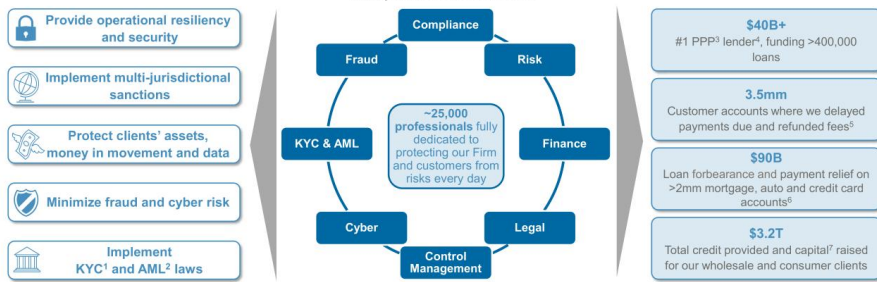 Provide operational resiliency
and security
Implement multi-jurisdictional
sanctions
Protect clients' assets,
money in movement and data
Minimize fraud and cyber risk
Implement
KYC¹ and AML² laws
Compliance
Fraud
Risk
KYC & AML
~25,000
professionals fully
dedicated to
protecting our Firm
and customers from
risks every day
Finance
Cyber
Legal
Control
Management
$40B+
#1 PPP³ lender⁴, funding >400,000
loans
3.5mm
Customer accounts where we delayed
payments due and refunded fees⁵
$90B
Loan forbearance and payment relief on
>2mm mortgage, auto and credit card
accounts⁶
$3.2T
Total credit provided and capital⁷ raised
for our wholesale and consumer clients